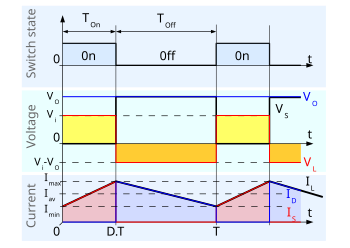 Switch state
T_On T_Off
0n 0ff 0n
0 t
Voltage
V_O V_O
V_i V_S
0 t
V_i-V_O V_L
Current
I_max I_L
I_av I_D
I_min I_S
t
0 D.T T